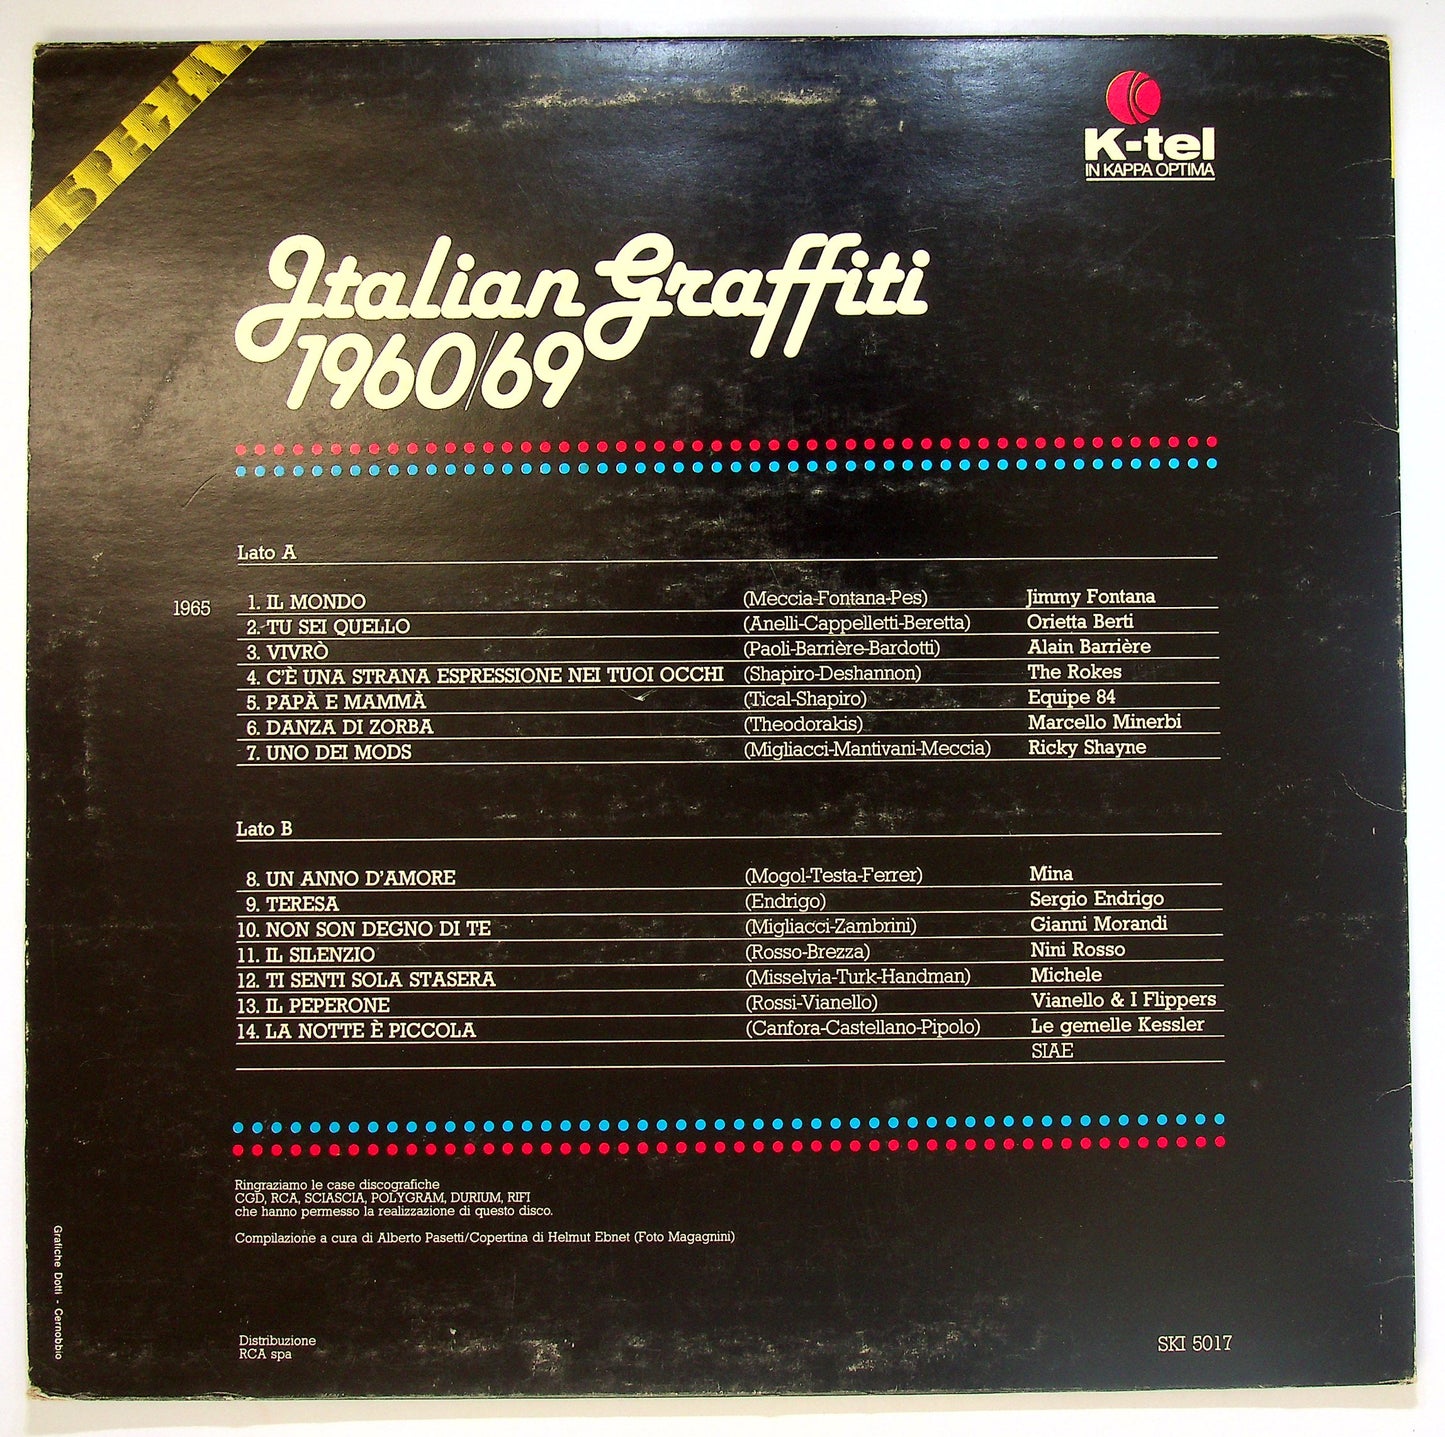 SPECIAL
K-tel
IN KAPPA OPTIMA
Italian Graffiti
1960/69
Lato A
1965 1. IL MONDO (Meccia-Fontana-Pes) Jimmy Fontana
2. TU SEI QUELLO (Anelli-Cappelletti-Beretta) Orietta Berti
3. VIVRÒ (Paoli-Barrière-Bardotti) Alain Barrière
4. C'È UNA STRANA ESPRESSIONE NEI TUOI OCCHI (Shapiro-Deshannon) The Rokes
5. PAPÀ E MAMMÀ (Tical-Shapiro) Equipe 84
6. DANZA DI ZORBA (Theodorakis) Marcello Minerbi
7. UNO DEI MODS (Migliacci-Mantivani-Meccia) Ricky Shayne
Lato B
8. UN ANNO D'AMORE (Mogol-Testa-Ferrer) Mina
9. TERESA (Endrigo) Sergio Endrigo
10. NON SON DEGNO DI TE (Migliacci-Zambrini) Gianni Morandi
11. IL SILENZIO (Rosso-Brezza) Nini Rosso
12. TI SENTI SOLA STASERA (Misselvia-Turk-Handman) Michele
13. IL PEPERONE (Rossi-Vianello) Vianello & I Flippers
14. LA NOTTE È PICCOLA (Canfora-Castellano-Pipolo) Le gemelle Kessler
SIAE
Ringraziamo le case discografiche
CGD, RCA, SCIASCIA, POLYGRAM, DURIUM, RIFI
che hanno permesso la realizzazione di questo disco.
Compilazione a cura di Alberto Pasetti/Copertina di Helmut Ebnet (Foto Magagnini)
Grafiche Dotti - Cernobbio
Distribuzione
RCA spa
SKI 5017